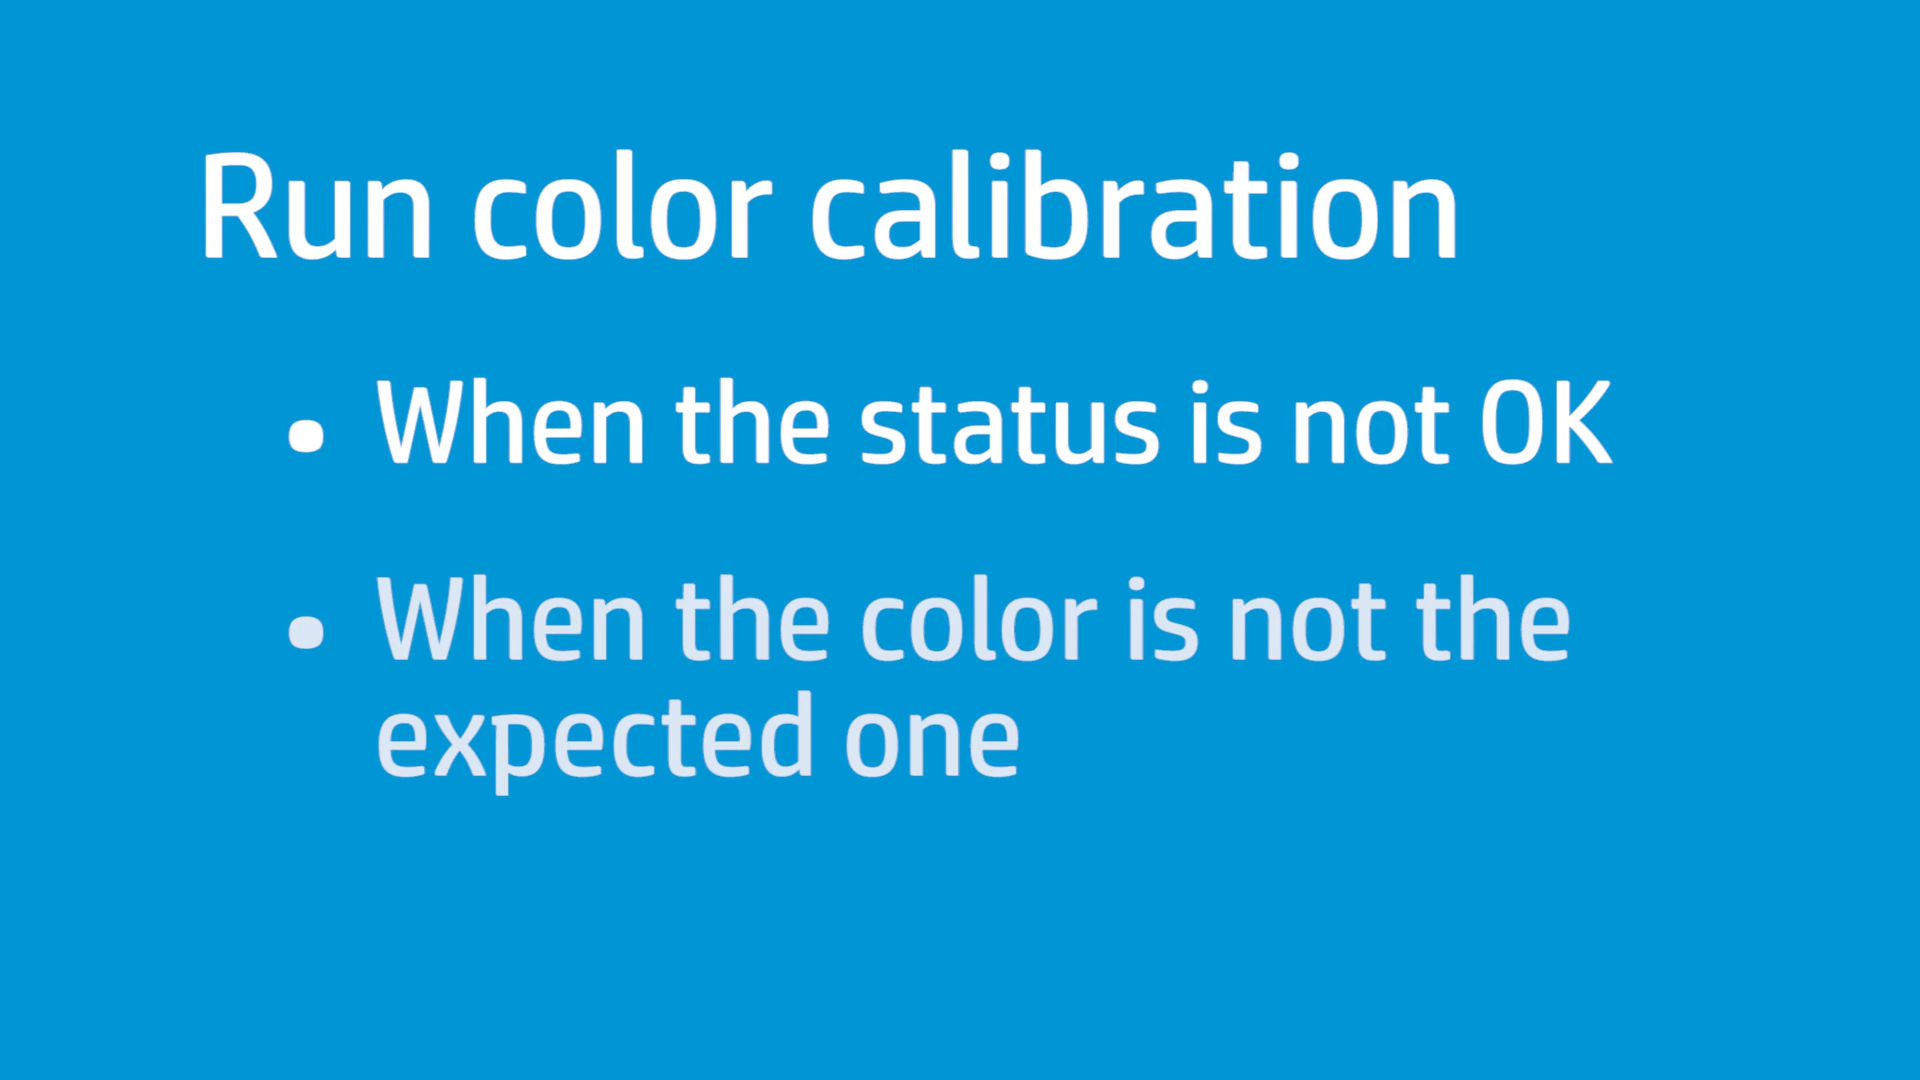 Run color calibration
• When the status is not OK
• When the color is not the
expected one